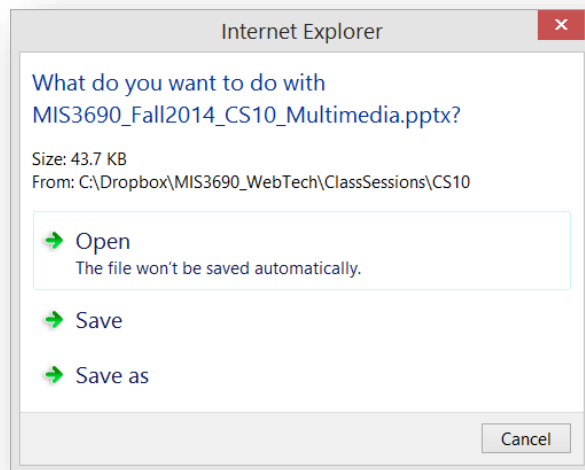 Internet Explorer
What do you want to do with
MIS3690_Fall2014_CS10_Multimedia.pptx?
Size: 43.7 KB
From: C:\Dropbox\MIS3690_WebTech\ClassSessions\CS10
Open
The file won't be saved automatically.
Save
Save as
Cancel